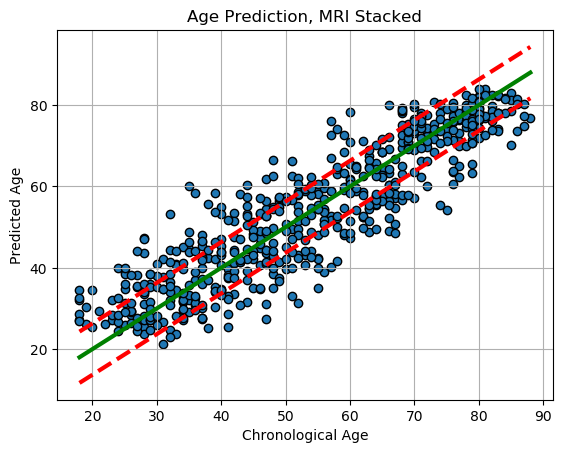 Age Prediction, MRI Stacked
80
60
40
20
Predicted Age
20 30 40 50 60 70 80 90
Chronological Age